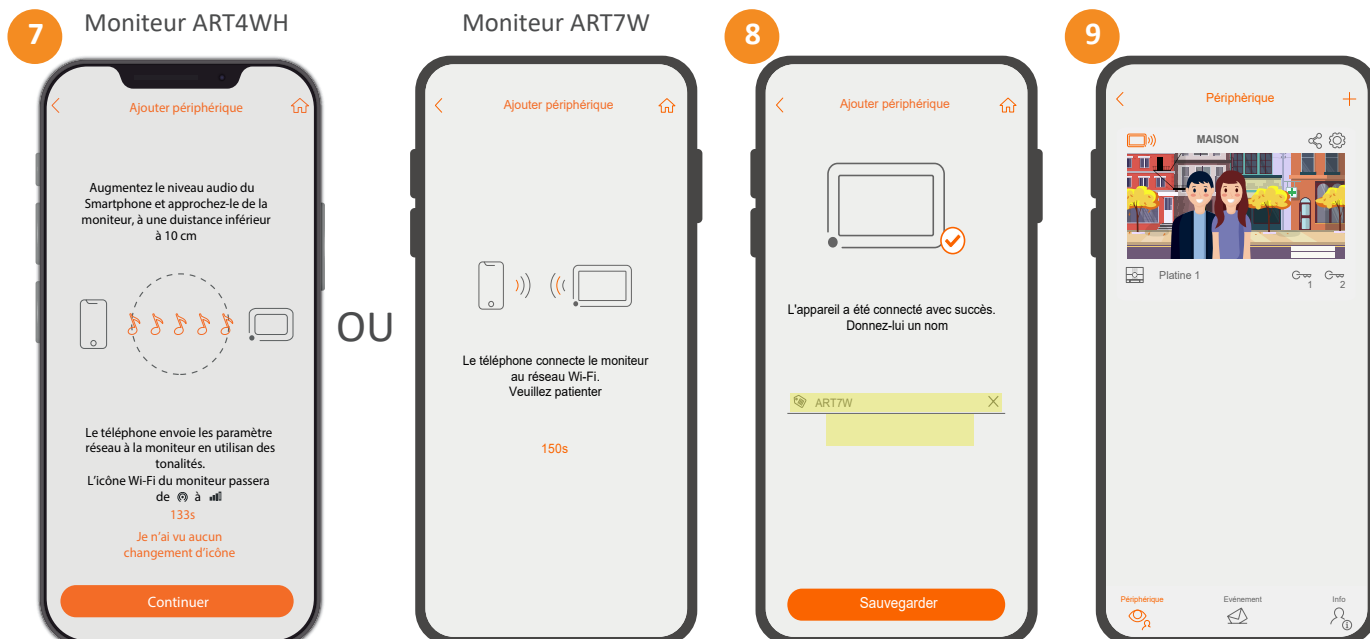 7
Moniteur ART4WH
Ajouter périphérique
Augmentez le niveau audio du
Smartphone et approchez-le de la
moniteur, à une duistance inférieur
à 10 cm
Le téléphone envoie les paramètre
réseau à la moniteur en utilisan des
tonalités.
L'icône Wi-Fi du moniteur passera
de à
133s
Je n'ai vu aucun
changement d'icône
Continuer
OU
Moniteur ART7W
Ajouter périphérique
Le téléphone connecte le moniteur
au réseau Wi-Fi.
Veuillez patienter
150s
8
Ajouter périphérique
L'appareil a été connecté avec succès.
Donnez-lui un nom
ART7W
Sauvegarder
9
Périphèrique
MAISON
Platine 1
1 2
Périphérique Evénement Info